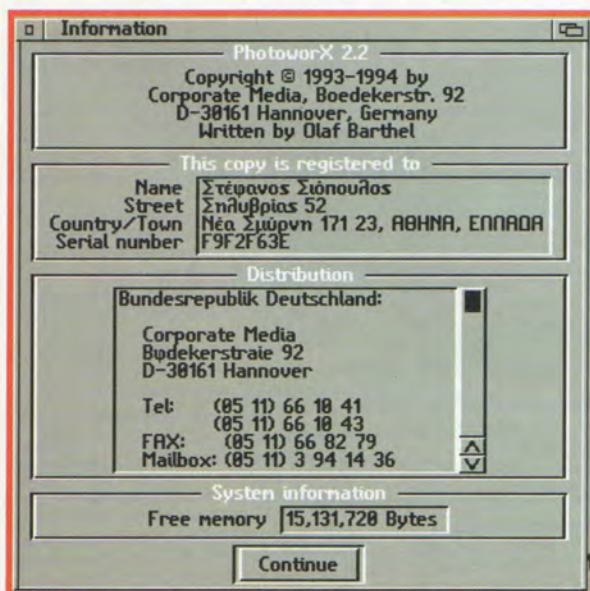 Information
PhotoworX 2.2
Copyright © 1993-1994 by
Corporate Media, Boedekerstr. 92
D-30161 Hannover, Germany
Written by Olaf Barthel
This copy is registered to
Name Στέφανος Σιόπουλος
Street Σηλυβρίας 52
Country/Town Νέα Σμύρνη 171 23, ΑΘΗΝΑ, ΕΛΛΑΔΑ
Serial number F9F2F63E
Distribution
Bundesrepublik Deutschland:
Corporate Media
Bφdekerstraίe 92
D-30161 Hannover
Tel: (05 11) 66 10 41
(05 11) 66 10 43
FAX: (05 11) 66 82 79
Mailbox: (05 11) 3 94 14 36
System information
Free memory 15,131,720 Bytes
Continue